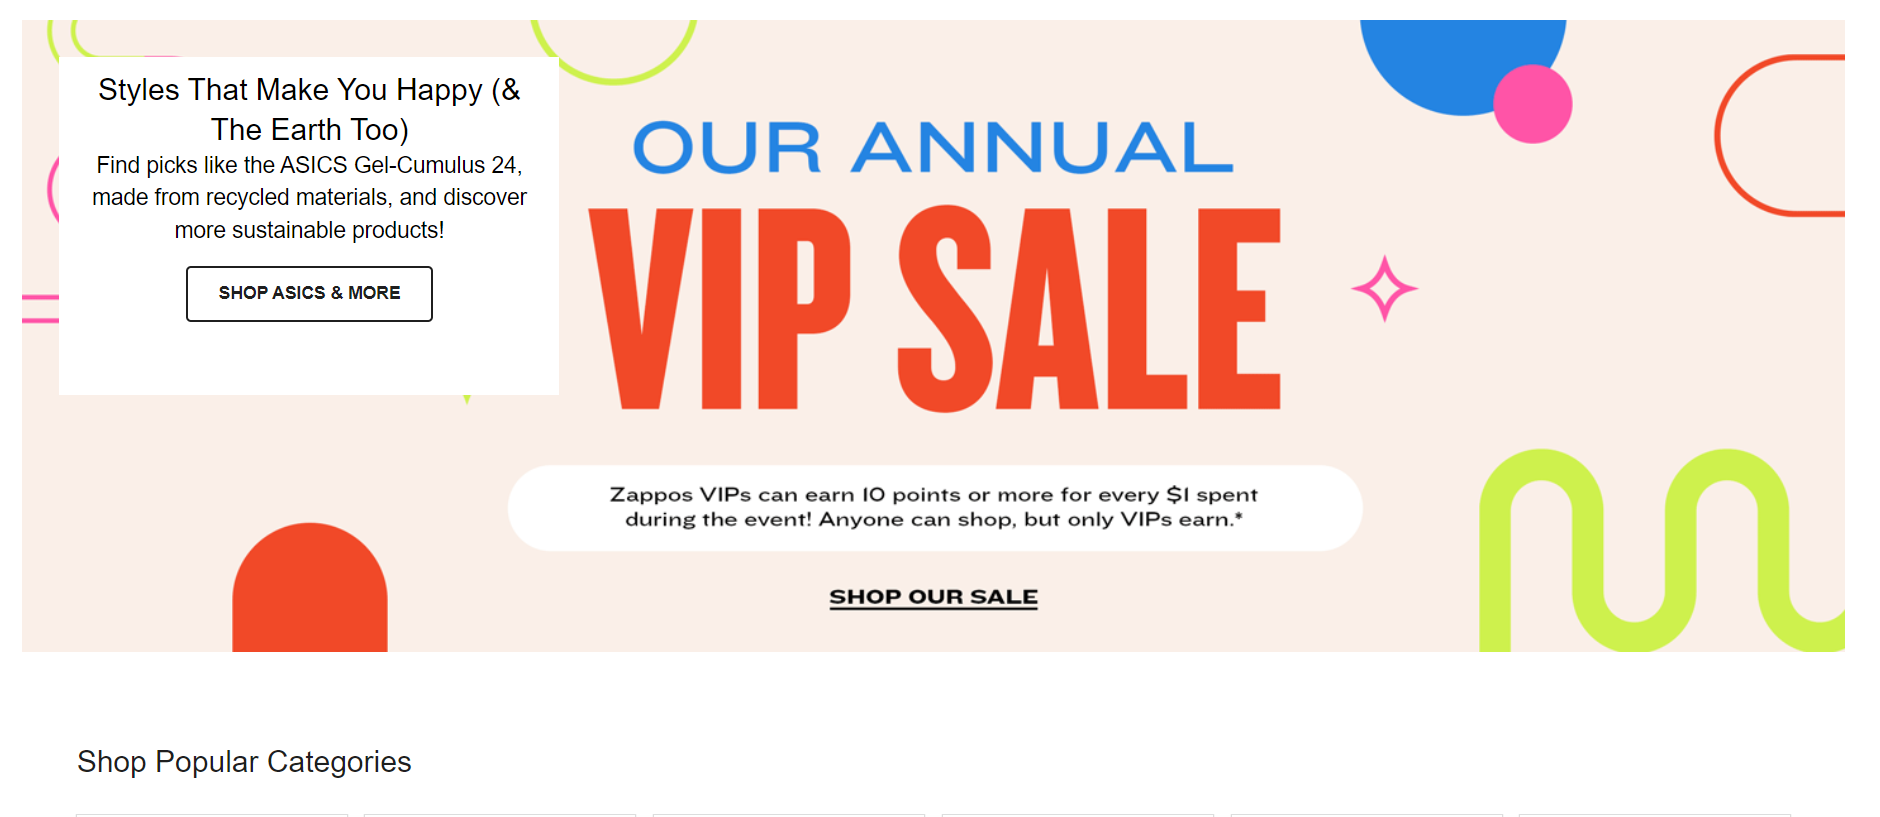 Styles That Make You Happy (&
The Earth Too)
Find picks like the ASICS Gel-Cumulus 24,
made from recycled materials, and discover
more sustainable products!
SHOP ASICS & MORE
OUR ANNUAL
VIP SALE
Zappos VIPs can earn 10 points or more for every $1 spent
during the event! Anyone can shop, but only VIPs earn.*
SHOP OUR SALE
Shop Popular Categories